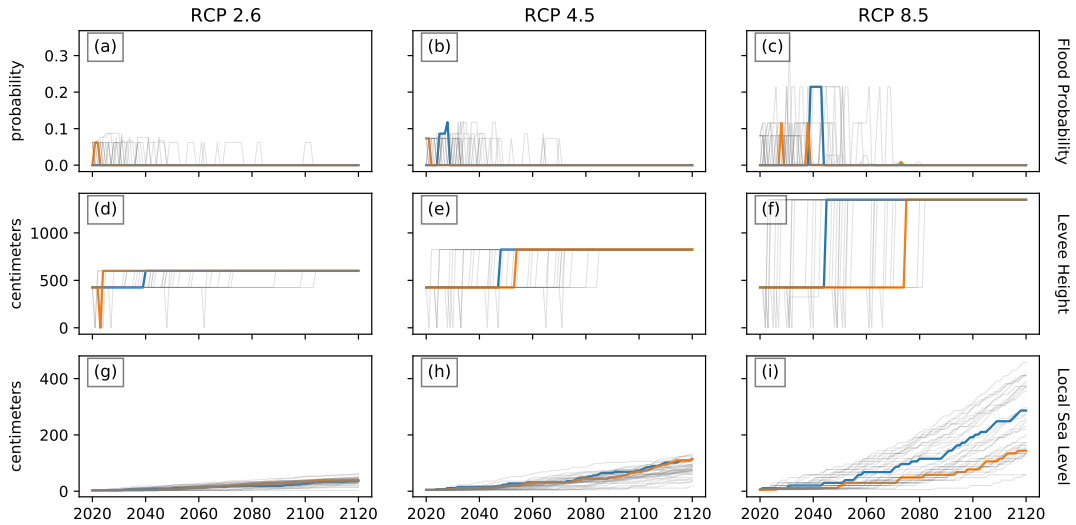 RCP 2.6 RCP 4.5 RCP 8.5
(a) (b) (c)
0.3
0.2
0.1
0.0
probability
Flood Probability
(d) (e) (f)
1000
500
0
centimeters
Levee Height
(g) (h) (i)
400
200
0
centimeters
Local Sea Level
2020 2040 2060 2080 2100 2120 2020 2040 2060 2080 2100 2120 2020 2040 2060 2080 2100 2120